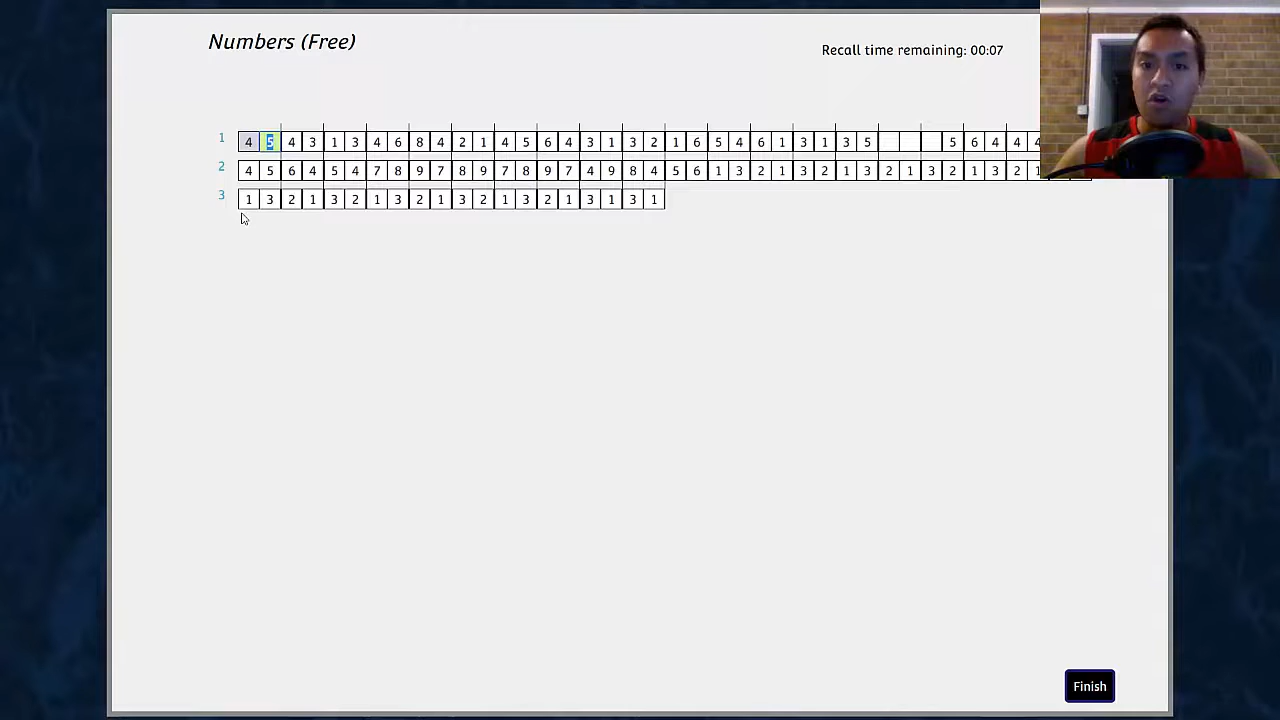 Numbers (Free)
Recall time remaining: 00:07
1 4 5 4 3 1 3 4 6 8 4 2 1 4 5 6 4 3 1 3 2 1 6 5 4 6 1 3 1 3 5 5 6 4 4
2 4 5 6 4 5 4 7 8 9 7 8 9 7 8 9 7 4 9 8 4 5 6 1 3 2 1 3 2 1 3 2 1 3 2 1 3 2
3 1 3 2 1 3 2 1 3 2 1 3 2 1 3 2 1 3 1 3 1
Finish